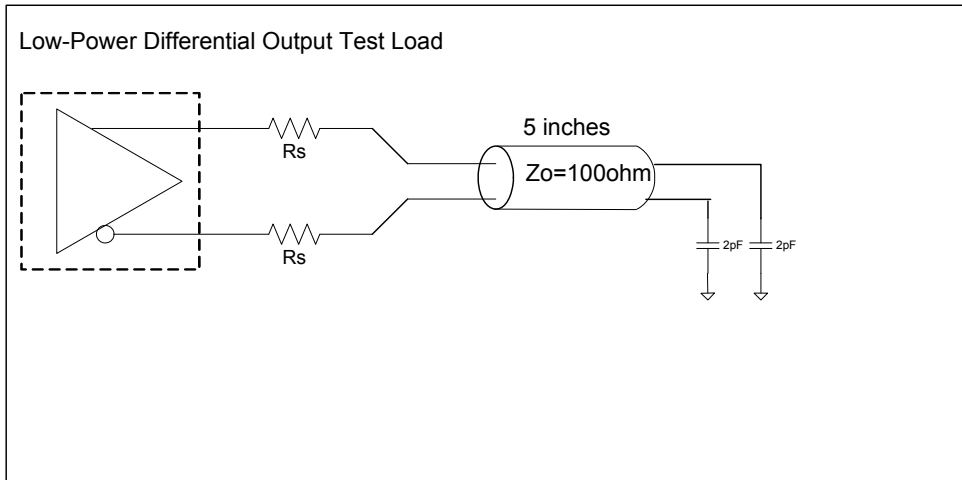 Low-Power Differential Output Test Load
5 inches
Rs
Zo=100ohm
Rs
2pF
2pF